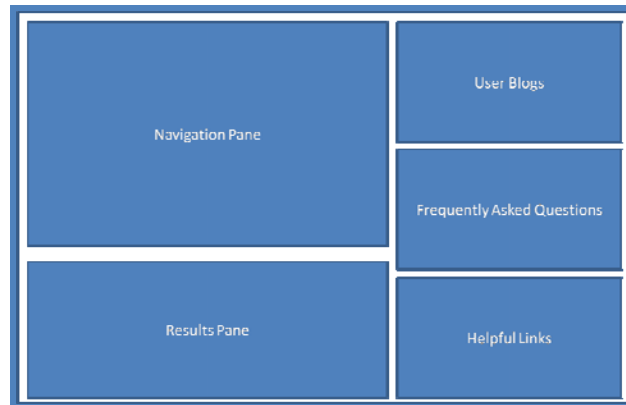 Navigation Pane
Results Pane
User Blogs
Frequently Asked Questions
Helpful Links